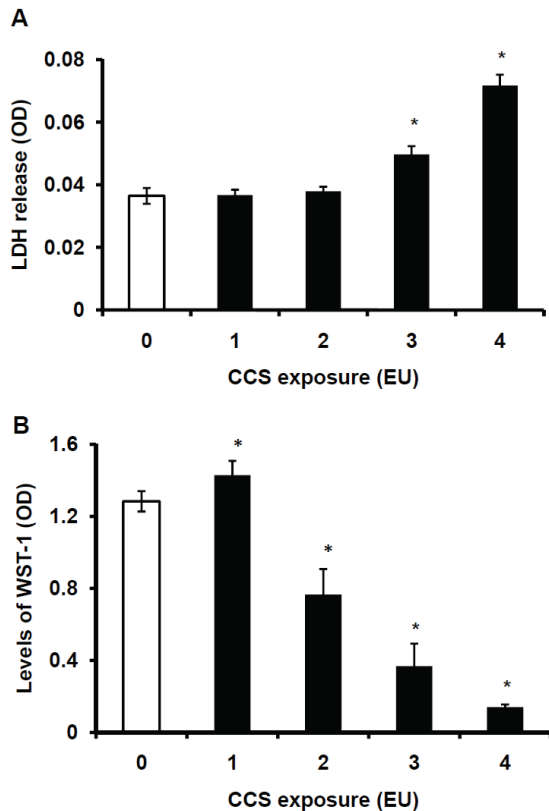 A
LDH release (OD)
0.08
0.06
0.04
0.02
0
*
*
0 1 2 3 4
CCS exposure (EU)
B
Levels of WST-1 (OD)
1.6
1.2
0.8
0.4
0
*
*
*
*
0 1 2 3 4
CCS exposure (EU)